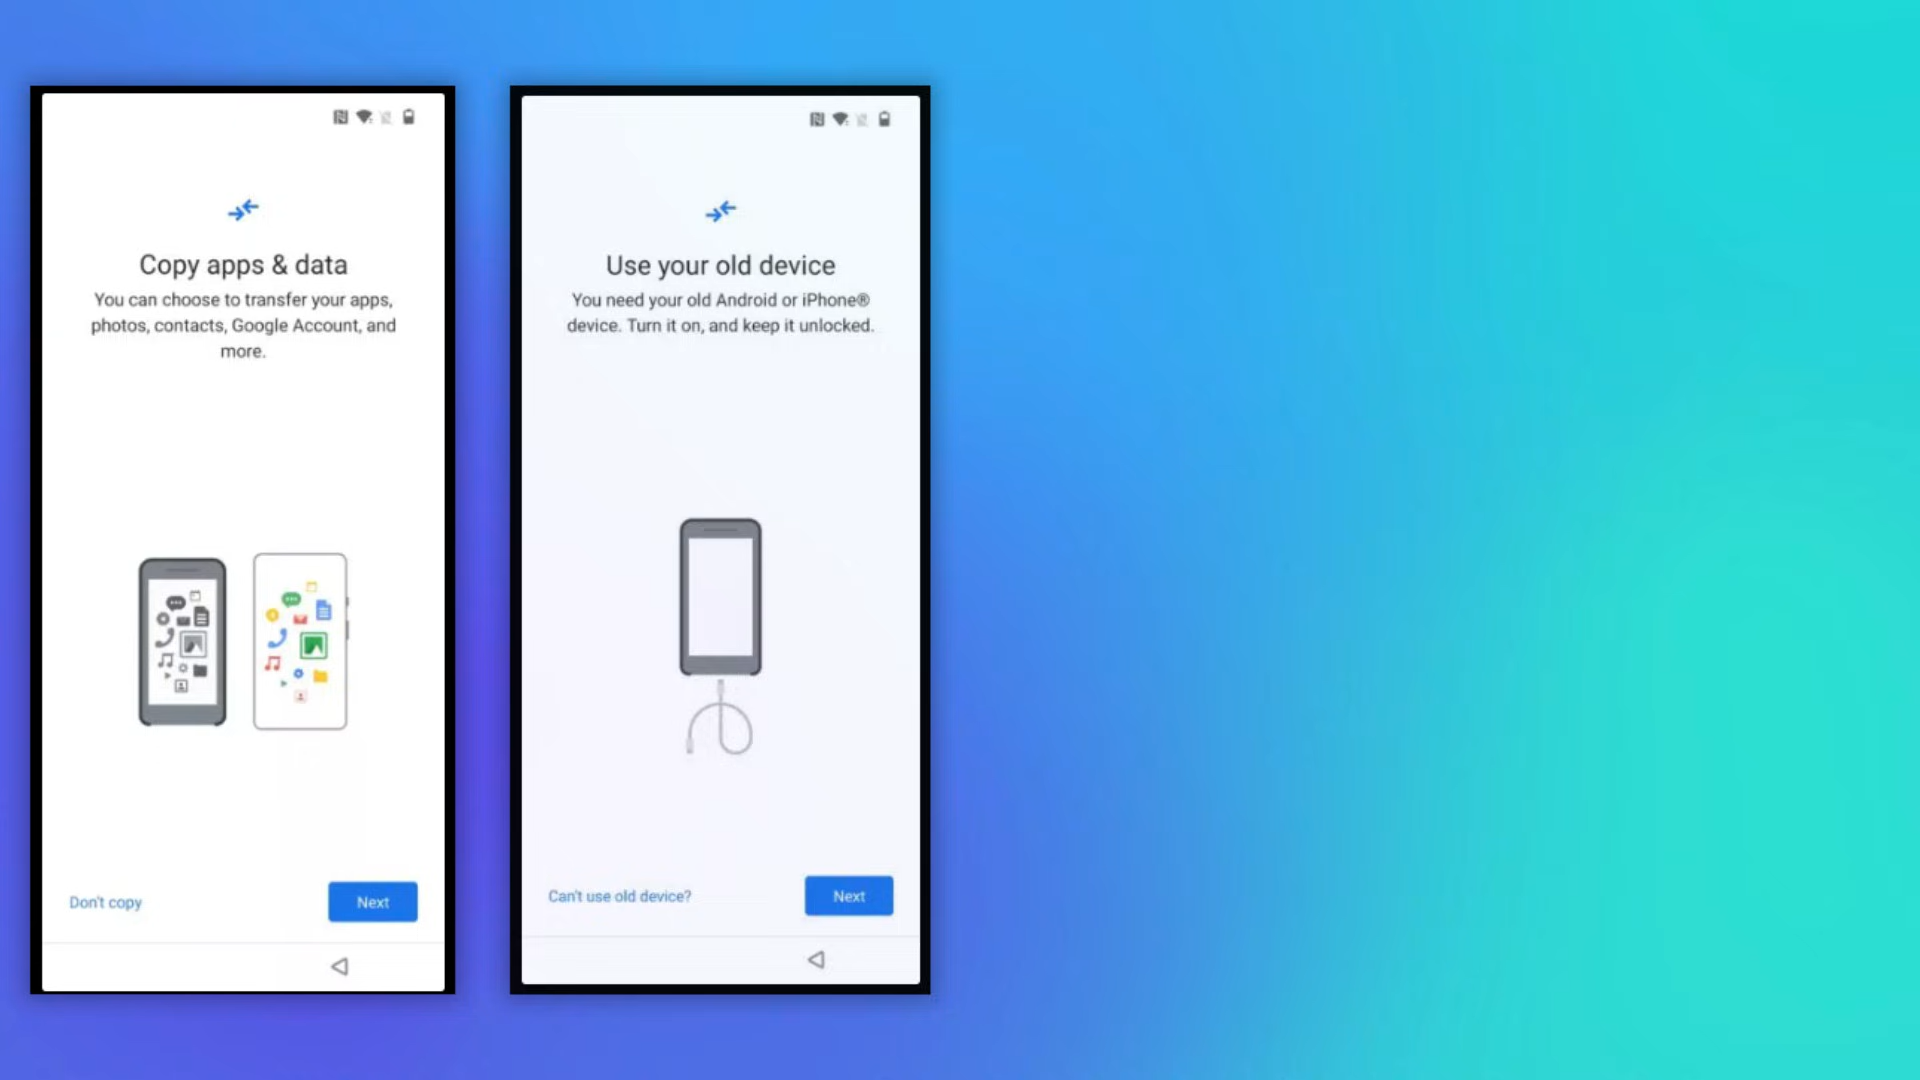 Copy apps & data
You can choose to transfer your apps,
photos, contacts, Google Account, and
more.
Don't copy
Next
Use your old device
You need your old Android or iPhone®
device. Turn it on, and keep it unlocked.
Can't use old device?
Next